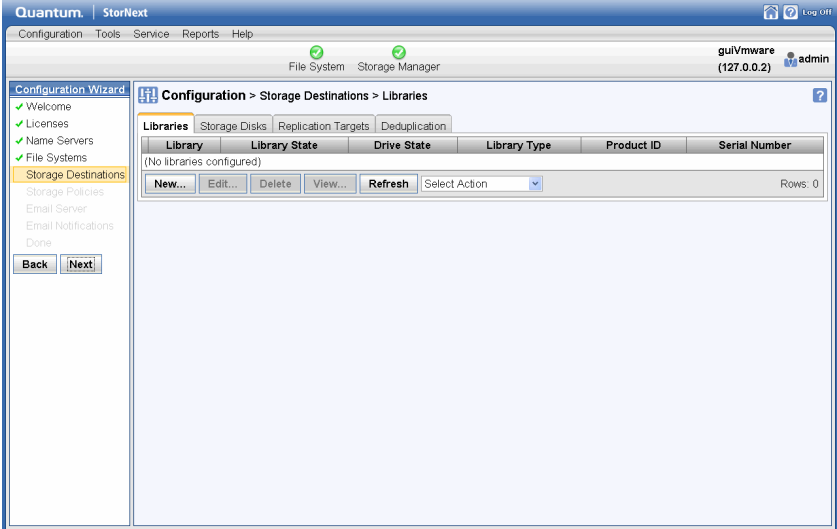 Quantum. | StorNext
Log Off
Configuration Tools Service Reports Help
File System Storage Manager
guiVmware
(127.0.0.2)
admin
Configuration Wizard
Welcome
Licenses
Name Servers
File Systems
Storage Destinations
Storage Policies
Email Server
Email Notifications
Done
Back Next
Configuration > Storage Destinations > Libraries
Libraries Storage Disks Replication Targets Deduplication
Library Library State Drive State Library Type Product ID Serial Number
(No libraries configured)
New... Edit... Delete View... Refresh Select Action Rows: 0